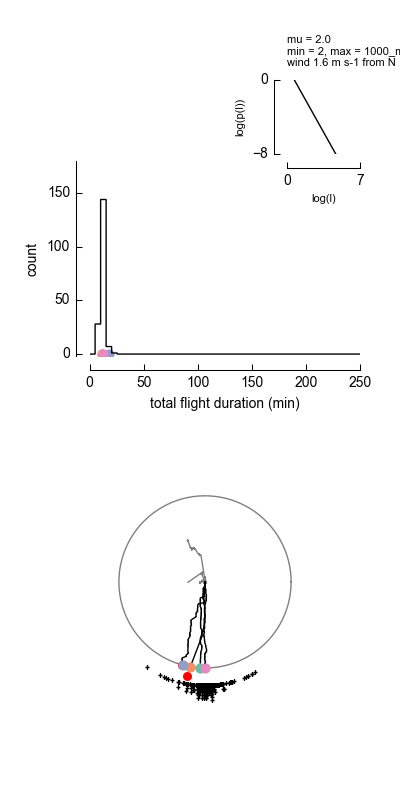 mu = 2.0
min = 2, max = 1000_m
wind 1.6 m s-1 from N
0
log(p(l))
−8
0
7
log(l)
150
100
50
0
count
0
50
100
150
200
250
total flight duration (min)